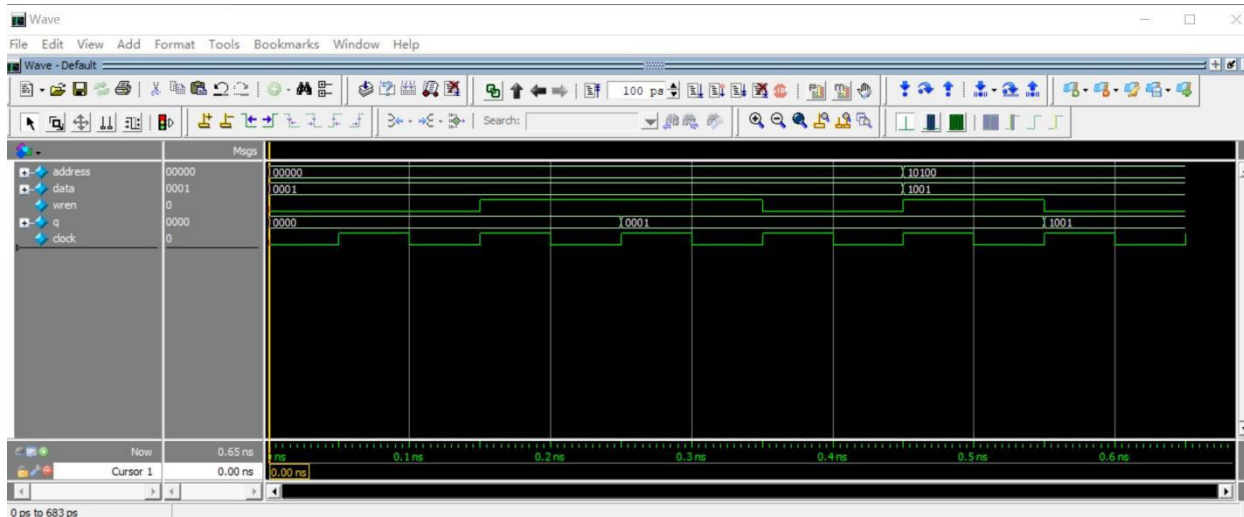 Wave
File Edit View Add Format Tools Bookmarks Window Help
Wave - Default
100 ps
Search:
Msgs
address 00000 00000 10100
data 0001 0001 1001
wren 0
q 0000 0000 0001 1001
clock 0
Now 0.65 ns ns 0.1 ns 0.2 ns 0.3 ns 0.4 ns 0.5 ns 0.6 ns
Cursor 1 0.00 ns 0.00 ns
0 ps to 683 ps